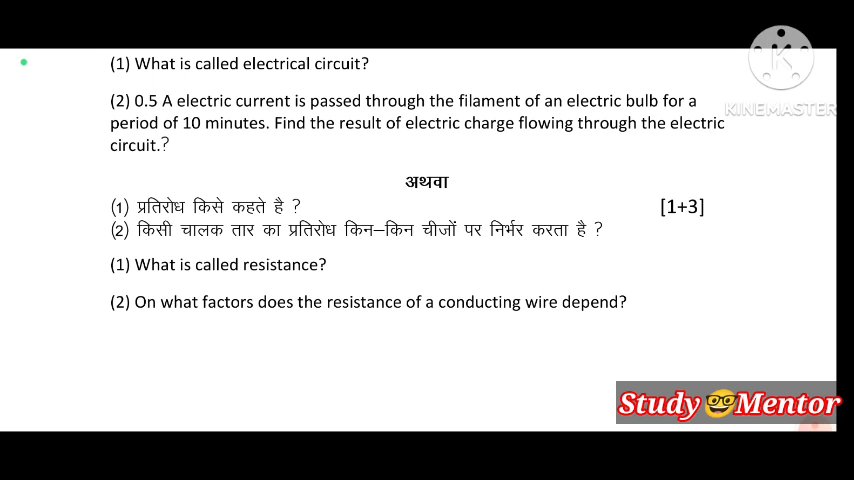 (1) What is called electrical circuit?
(2) 0.5 A electric current is passed through the filament of an electric bulb for a
period of 10 minutes. Find the result of electric charge flowing through the electric
circuit.?
अथवा
(1) प्रतिरोध किसे कहते है ? [1+3]
(2) किसी चालक तार का प्रतिरोध किन–किन चीजों पर निर्भर करता है ?
(1) What is called resistance?
(2) On what factors does the resistance of a conducting wire depend?
KINEMASTER
Study 🤓Mentor